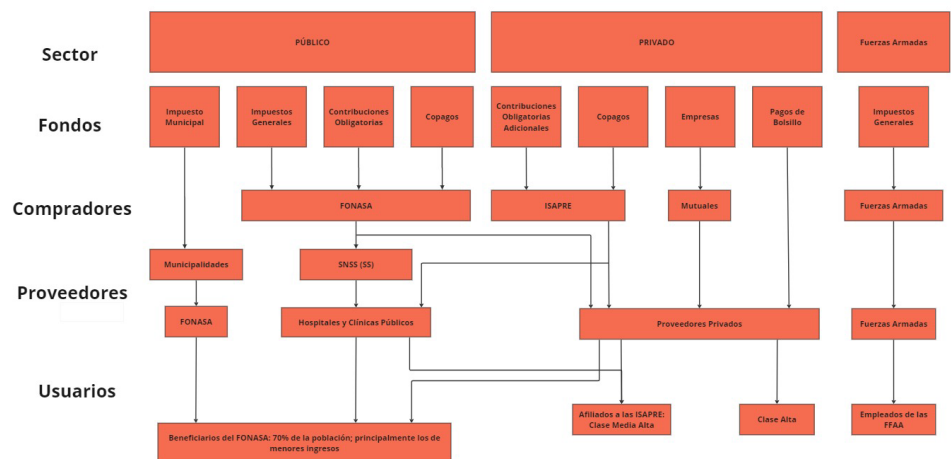 Sector
PÚBLICO
PRIVADO
Fuerzas Armadas
Fondos
Impuesto
Municipal
Impuestos
Generales
Contribuciones
Obligatorias
Copagos
Contribuciones
Obligatorias
Adicionales
Copagos
Empresas
Pagos de
Bolsillo
Impuestos
Generales
Compradores
FONASA
ISAPRE
Mutuales
Fuerzas Armadas
Proveedores
Municipalidades
SNSS (SS)
FONASA
Hospitales y Clínicas Públicos
Proveedores Privados
Fuerzas Armadas
Usuarios
Beneficiarios del FONASA: 70% de la población; principalmente los de
menores ingresos
Afiliados a las ISAPRE:
Clase Media Alta
Clase Alta
Empleados de las
FFAA